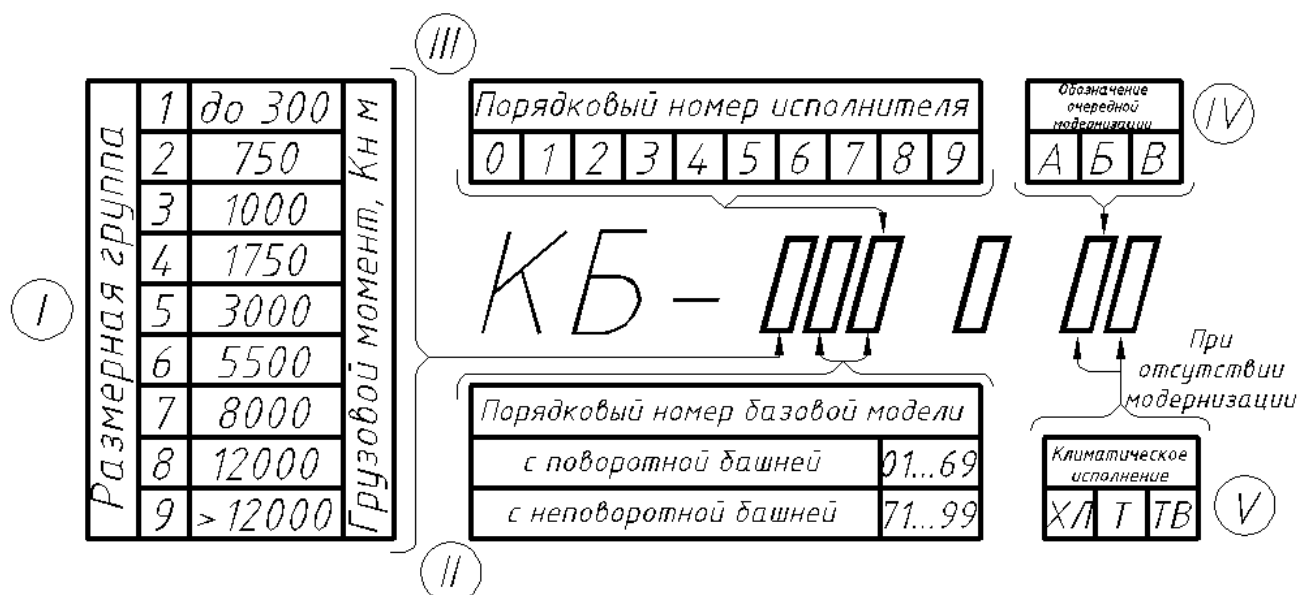 I
Размерная группа
1 до 300
2 750
3 1000
4 1750
5 3000
6 5500
7 8000
8 12000
9 >12000
Грузовой момент, Кн м
III
Порядковый номер исполнителя
0 1 2 3 4 5 6 7 8 9
Обозначение
очередной
модернизации
А Б В
IV
КБ-
II
Порядковый номер базовой модели
с поворотной башней 01...69
с неповоротной башней 71...99
При
отсутствии
модернизации
Климатическое
исполнение
ХЛ Т ТВ
V